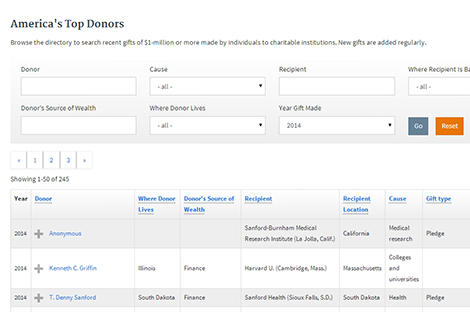 America's Top Donors
Browse the directory to search recent gifts of $1-million or more made by individuals to charitable institutions. New gifts are added regularly.
Donor Cause Recipient Where Recipient Is
- all - - all -
Donor's Source of Wealth Where Donor Lives Year Gift Made
- all - 2014 Go Reset
« 1 2 3 »
Showing 1-50 of 245
Year Donor Where Donor Donor's Source of Recipient Recipient Cause Gift type
Lives Wealth Location
Sanford-Burnham Medical Medical
2014 Anonymous California Pledge
Research Institute (La Jolla, Calif.) research
Colleges
2014 Kenneth C. Griffin Illinois Finance Harvard U. (Cambridge, Mass.) Massachusetts and
universities
2014 T. Denny Sanford South Dakota Finance Sanford Health (Sioux Falls, S.D.) South Dakota Health Pledge